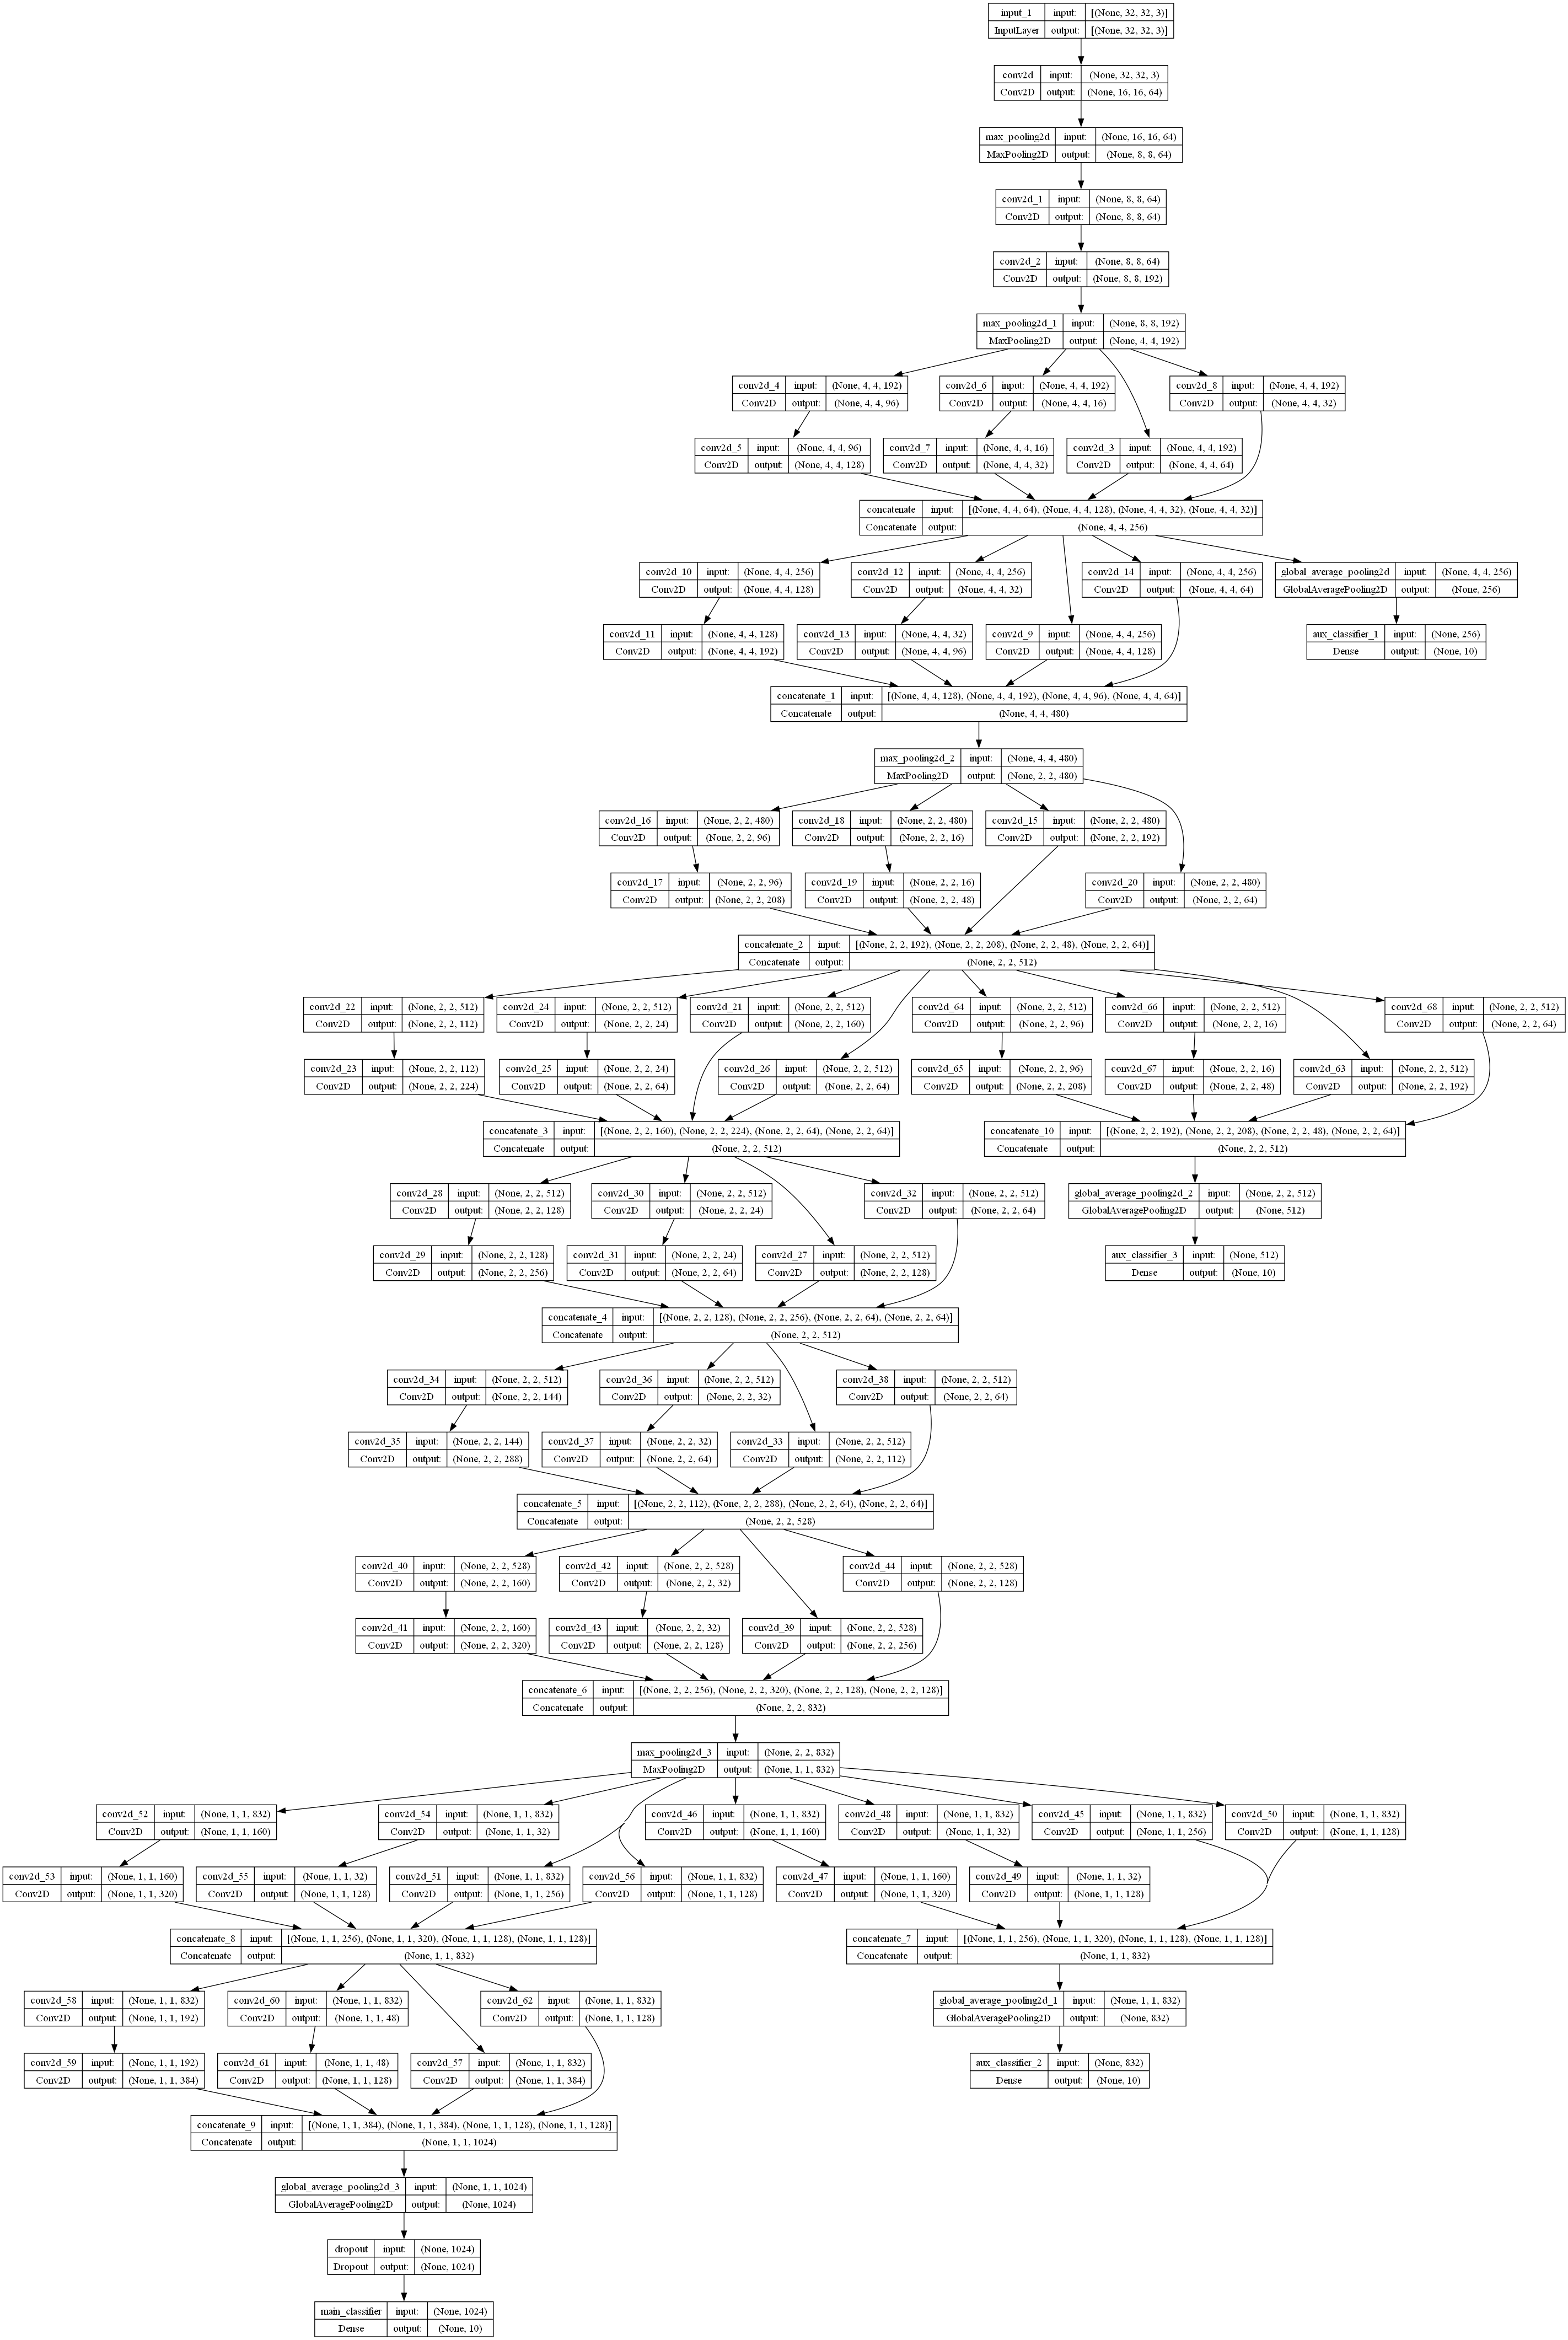 input_1 input: [(None, 32, 32, 3)]
InputLayer output: [(None, 32, 32, 3)]
conv2d input: (None, 32, 32, 3)
Conv2D output: (None, 16, 16, 64)
max_pooling2d input: (None, 16, 16, 64)
MaxPooling2D output: (None, 8, 8, 64)
conv2d_1 input: (None, 8, 8, 64)
Conv2D output: (None, 8, 8, 64)
conv2d_2 input: (None, 8, 8, 64)
Conv2D output: (None, 8, 8, 192)
max_pooling2d_1 input: (None, 8, 8, 192)
MaxPooling2D output: (None, 4, 4, 192)
conv2d_4 input: (None, 4, 4, 192)
Conv2D output: (None, 4, 4, 96)
conv2d_6 input: (None, 4, 4, 192)
Conv2D output: (None, 4, 4, 16)
conv2d_8 input: (None, 4, 4, 192)
Conv2D output: (None, 4, 4, 32)
conv2d_5 input: (None, 4, 4, 96)
Conv2D output: (None, 4, 4, 128)
conv2d_7 input: (None, 4, 4, 16)
Conv2D output: (None, 4, 4, 32)
conv2d_3 input: (None, 4, 4, 192)
Conv2D output: (None, 4, 4, 64)
concatenate input: [(None, 4, 4, 64), (None, 4, 4, 128), (None, 4, 4, 32), (None, 4, 4, 32)]
Concatenate output: (None, 4, 4, 256)
conv2d_10 input: (None, 4, 4, 256)
Conv2D output: (None, 4, 4, 128)
conv2d_12 input: (None, 4, 4, 256)
Conv2D output: (None, 4, 4, 32)
conv2d_14 input: (None, 4, 4, 256)
Conv2D output: (None, 4, 4, 64)
global_average_pooling2d input: (None, 4, 4, 256)
GlobalAveragePooling2D output: (None, 256)
conv2d_11 input: (None, 4, 4, 128)
Conv2D output: (None, 4, 4, 192)
conv2d_13 input: (None, 4, 4, 32)
Conv2D output: (None, 4, 4, 96)
conv2d_9 input: (None, 4, 4, 256)
Conv2D output: (None, 4, 4, 128)
aux_classifier_1 input: (None, 256)
Dense output: (None, 10)
concatenate_1 input: [(None, 4, 4, 128), (None, 4, 4, 192), (None, 4, 4, 96), (None, 4, 4, 64)]
Concatenate output: (None, 4, 4, 480)
max_pooling2d_2 input: (None, 4, 4, 480)
MaxPooling2D output: (None, 2, 2, 480)
conv2d_16 input: (None, 2, 2, 480)
Conv2D output: (None, 2, 2, 96)
conv2d_18 input: (None, 2, 2, 480)
Conv2D output: (None, 2, 2, 16)
conv2d_15 input: (None, 2, 2, 480)
Conv2D output: (None, 2, 2, 192)
conv2d_17 input: (None, 2, 2, 96)
Conv2D output: (None, 2, 2, 208)
conv2d_19 input: (None, 2, 2, 16)
Conv2D output: (None, 2, 2, 48)
conv2d_20 input: (None, 2, 2, 480)
Conv2D output: (None, 2, 2, 64)
concatenate_2 input: [(None, 2, 2, 192), (None, 2, 2, 208), (None, 2, 2, 48), (None, 2, 2, 64)]
Concatenate output: (None, 2, 2, 512)
conv2d_22 input: (None, 2, 2, 512)
Conv2D output: (None, 2, 2, 112)
conv2d_24 input: (None, 2, 2, 512)
Conv2D output: (None, 2, 2, 24)
conv2d_21 input: (None, 2, 2, 512)
Conv2D output: (None, 2, 2, 160)
conv2d_64 input: (None, 2, 2, 512)
Conv2D output: (None, 2, 2, 96)
conv2d_66 input: (None, 2, 2, 512)
Conv2D output: (None, 2, 2, 16)
conv2d_68 input: (None, 2, 2, 512)
Conv2D output: (None, 2, 2, 64)
conv2d_23 input: (None, 2, 2, 112)
Conv2D output: (None, 2, 2, 224)
conv2d_25 input: (None, 2, 2, 24)
Conv2D output: (None, 2, 2, 64)
conv2d_26 input: (None, 2, 2, 512)
Conv2D output: (None, 2, 2, 64)
conv2d_65 input: (None, 2, 2, 96)
Conv2D output: (None, 2, 2, 208)
conv2d_67 input: (None, 2, 2, 16)
Conv2D output: (None, 2, 2, 48)
conv2d_63 input: (None, 2, 2, 512)
Conv2D output: (None, 2, 2, 192)
concatenate_3 input: [(None, 2, 2, 160), (None, 2, 2, 224), (None, 2, 2, 64), (None, 2, 2, 64)]
Concatenate output: (None, 2, 2, 512)
concatenate_10 input: [(None, 2, 2, 192), (None, 2, 2, 208), (None, 2, 2, 48), (None, 2, 2, 64)]
Concatenate output: (None, 2, 2, 512)
conv2d_28 input: (None, 2, 2, 512)
Conv2D output: (None, 2, 2, 128)
conv2d_30 input: (None, 2, 2, 512)
Conv2D output: (None, 2, 2, 24)
conv2d_32 input: (None, 2, 2, 512)
Conv2D output: (None, 2, 2, 64)
global_average_pooling2d_2 input: (None, 2, 2, 512)
GlobalAveragePooling2D output: (None, 512)
conv2d_29 input: (None, 2, 2, 128)
Conv2D output: (None, 2, 2, 256)
conv2d_31 input: (None, 2, 2, 24)
Conv2D output: (None, 2, 2, 64)
conv2d_27 input: (None, 2, 2, 512)
Conv2D output: (None, 2, 2, 128)
aux_classifier_3 input: (None, 512)
Dense output: (None, 10)
concatenate_4 input: [(None, 2, 2, 128), (None, 2, 2, 256), (None, 2, 2, 64), (None, 2, 2, 64)]
Concatenate output: (None, 2, 2, 512)
conv2d_34 input: (None, 2, 2, 512)
Conv2D output: (None, 2, 2, 144)
conv2d_36 input: (None, 2, 2, 512)
Conv2D output: (None, 2, 2, 32)
conv2d_38 input: (None, 2, 2, 512)
Conv2D output: (None, 2, 2, 64)
conv2d_35 input: (None, 2, 2, 144)
Conv2D output: (None, 2, 2, 288)
conv2d_37 input: (None, 2, 2, 32)
Conv2D output: (None, 2, 2, 64)
conv2d_33 input: (None, 2, 2, 512)
Conv2D output: (None, 2, 2, 112)
concatenate_5 input: [(None, 2, 2, 112), (None, 2, 2, 288), (None, 2, 2, 64), (None, 2, 2, 64)]
Concatenate output: (None, 2, 2, 528)
conv2d_40 input: (None, 2, 2, 528)
Conv2D output: (None, 2, 2, 160)
conv2d_42 input: (None, 2, 2, 528)
Conv2D output: (None, 2, 2, 32)
conv2d_44 input: (None, 2, 2, 528)
Conv2D output: (None, 2, 2, 128)
conv2d_41 input: (None, 2, 2, 160)
Conv2D output: (None, 2, 2, 320)
conv2d_43 input: (None, 2, 2, 32)
Conv2D output: (None, 2, 2, 128)
conv2d_39 input: (None, 2, 2, 528)
Conv2D output: (None, 2, 2, 256)
concatenate_6 input: [(None, 2, 2, 256), (None, 2, 2, 320), (None, 2, 2, 128), (None, 2, 2, 128)]
Concatenate output: (None, 2, 2, 832)
max_pooling2d_3 input: (None, 2, 2, 832)
MaxPooling2D output: (None, 1, 1, 832)
conv2d_52 input: (None, 1, 1, 832)
Conv2D output: (None, 1, 1, 160)
conv2d_54 input: (None, 1, 1, 832)
Conv2D output: (None, 1, 1, 32)
conv2d_46 input: (None, 1, 1, 832)
Conv2D output: (None, 1, 1, 160)
conv2d_48 input: (None, 1, 1, 832)
Conv2D output: (None, 1, 1, 32)
conv2d_45 input: (None, 1, 1, 832)
Conv2D output: (None, 1, 1, 256)
conv2d_50 input: (None, 1, 1, 832)
Conv2D output: (None, 1, 1, 128)
conv2d_53 input: (None, 1, 1, 160)
Conv2D output: (None, 1, 1, 320)
conv2d_55 input: (None, 1, 1, 32)
Conv2D output: (None, 1, 1, 128)
conv2d_51 input: (None, 1, 1, 832)
Conv2D output: (None, 1, 1, 256)
conv2d_56 input: (None, 1, 1, 832)
Conv2D output: (None, 1, 1, 128)
conv2d_47 input: (None, 1, 1, 160)
Conv2D output: (None, 1, 1, 320)
conv2d_49 input: (None, 1, 1, 32)
Conv2D output: (None, 1, 1, 128)
concatenate_8 input: [(None, 1, 1, 256), (None, 1, 1, 320), (None, 1, 1, 128), (None, 1, 1, 128)]
Concatenate output: (None, 1, 1, 832)
concatenate_7 input: [(None, 1, 1, 256), (None, 1, 1, 320), (None, 1, 1, 128), (None, 1, 1, 128)]
Concatenate output: (None, 1, 1, 832)
conv2d_58 input: (None, 1, 1, 832)
Conv2D output: (None, 1, 1, 192)
conv2d_60 input: (None, 1, 1, 832)
Conv2D output: (None, 1, 1, 48)
conv2d_62 input: (None, 1, 1, 832)
Conv2D output: (None, 1, 1, 128)
global_average_pooling2d_1 input: (None, 1, 1, 832)
GlobalAveragePooling2D output: (None, 832)
conv2d_59 input: (None, 1, 1, 192)
Conv2D output: (None, 1, 1, 384)
conv2d_61 input: (None, 1, 1, 48)
Conv2D output: (None, 1, 1, 128)
conv2d_57 input: (None, 1, 1, 832)
Conv2D output: (None, 1, 1, 384)
aux_classifier_2 input: (None, 832)
Dense output: (None, 10)
concatenate_9 input: [(None, 1, 1, 384), (None, 1, 1, 384), (None, 1, 1, 128), (None, 1, 1, 128)]
Concatenate output: (None, 1, 1, 1024)
global_average_pooling2d_3 input: (None, 1, 1, 1024)
GlobalAveragePooling2D output: (None, 1024)
dropout input: (None, 1024)
Dropout output: (None, 1024)
main_classifier input: (None, 1024)
Dense output: (None, 10)